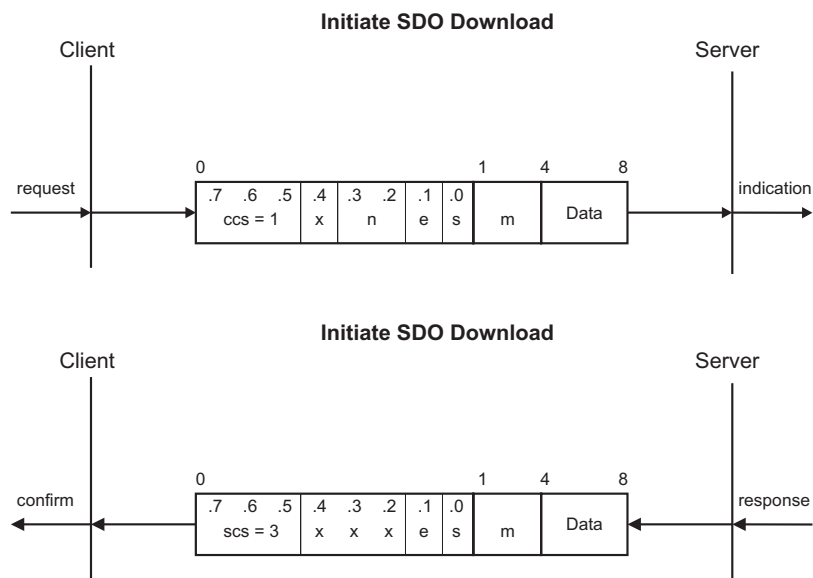 Initiate SDO Download
Client Server
0 1 4 8
request .7 .6 .5 .4 .3 .2 .1 .0 indication
ccs = 1 x n e s m Data
Initiate SDO Download
Client Server
0 1 4 8
confirm .7 .6 .5 .4 .3 .2 .1 .0 response
scs = 3 x x x e s m Data